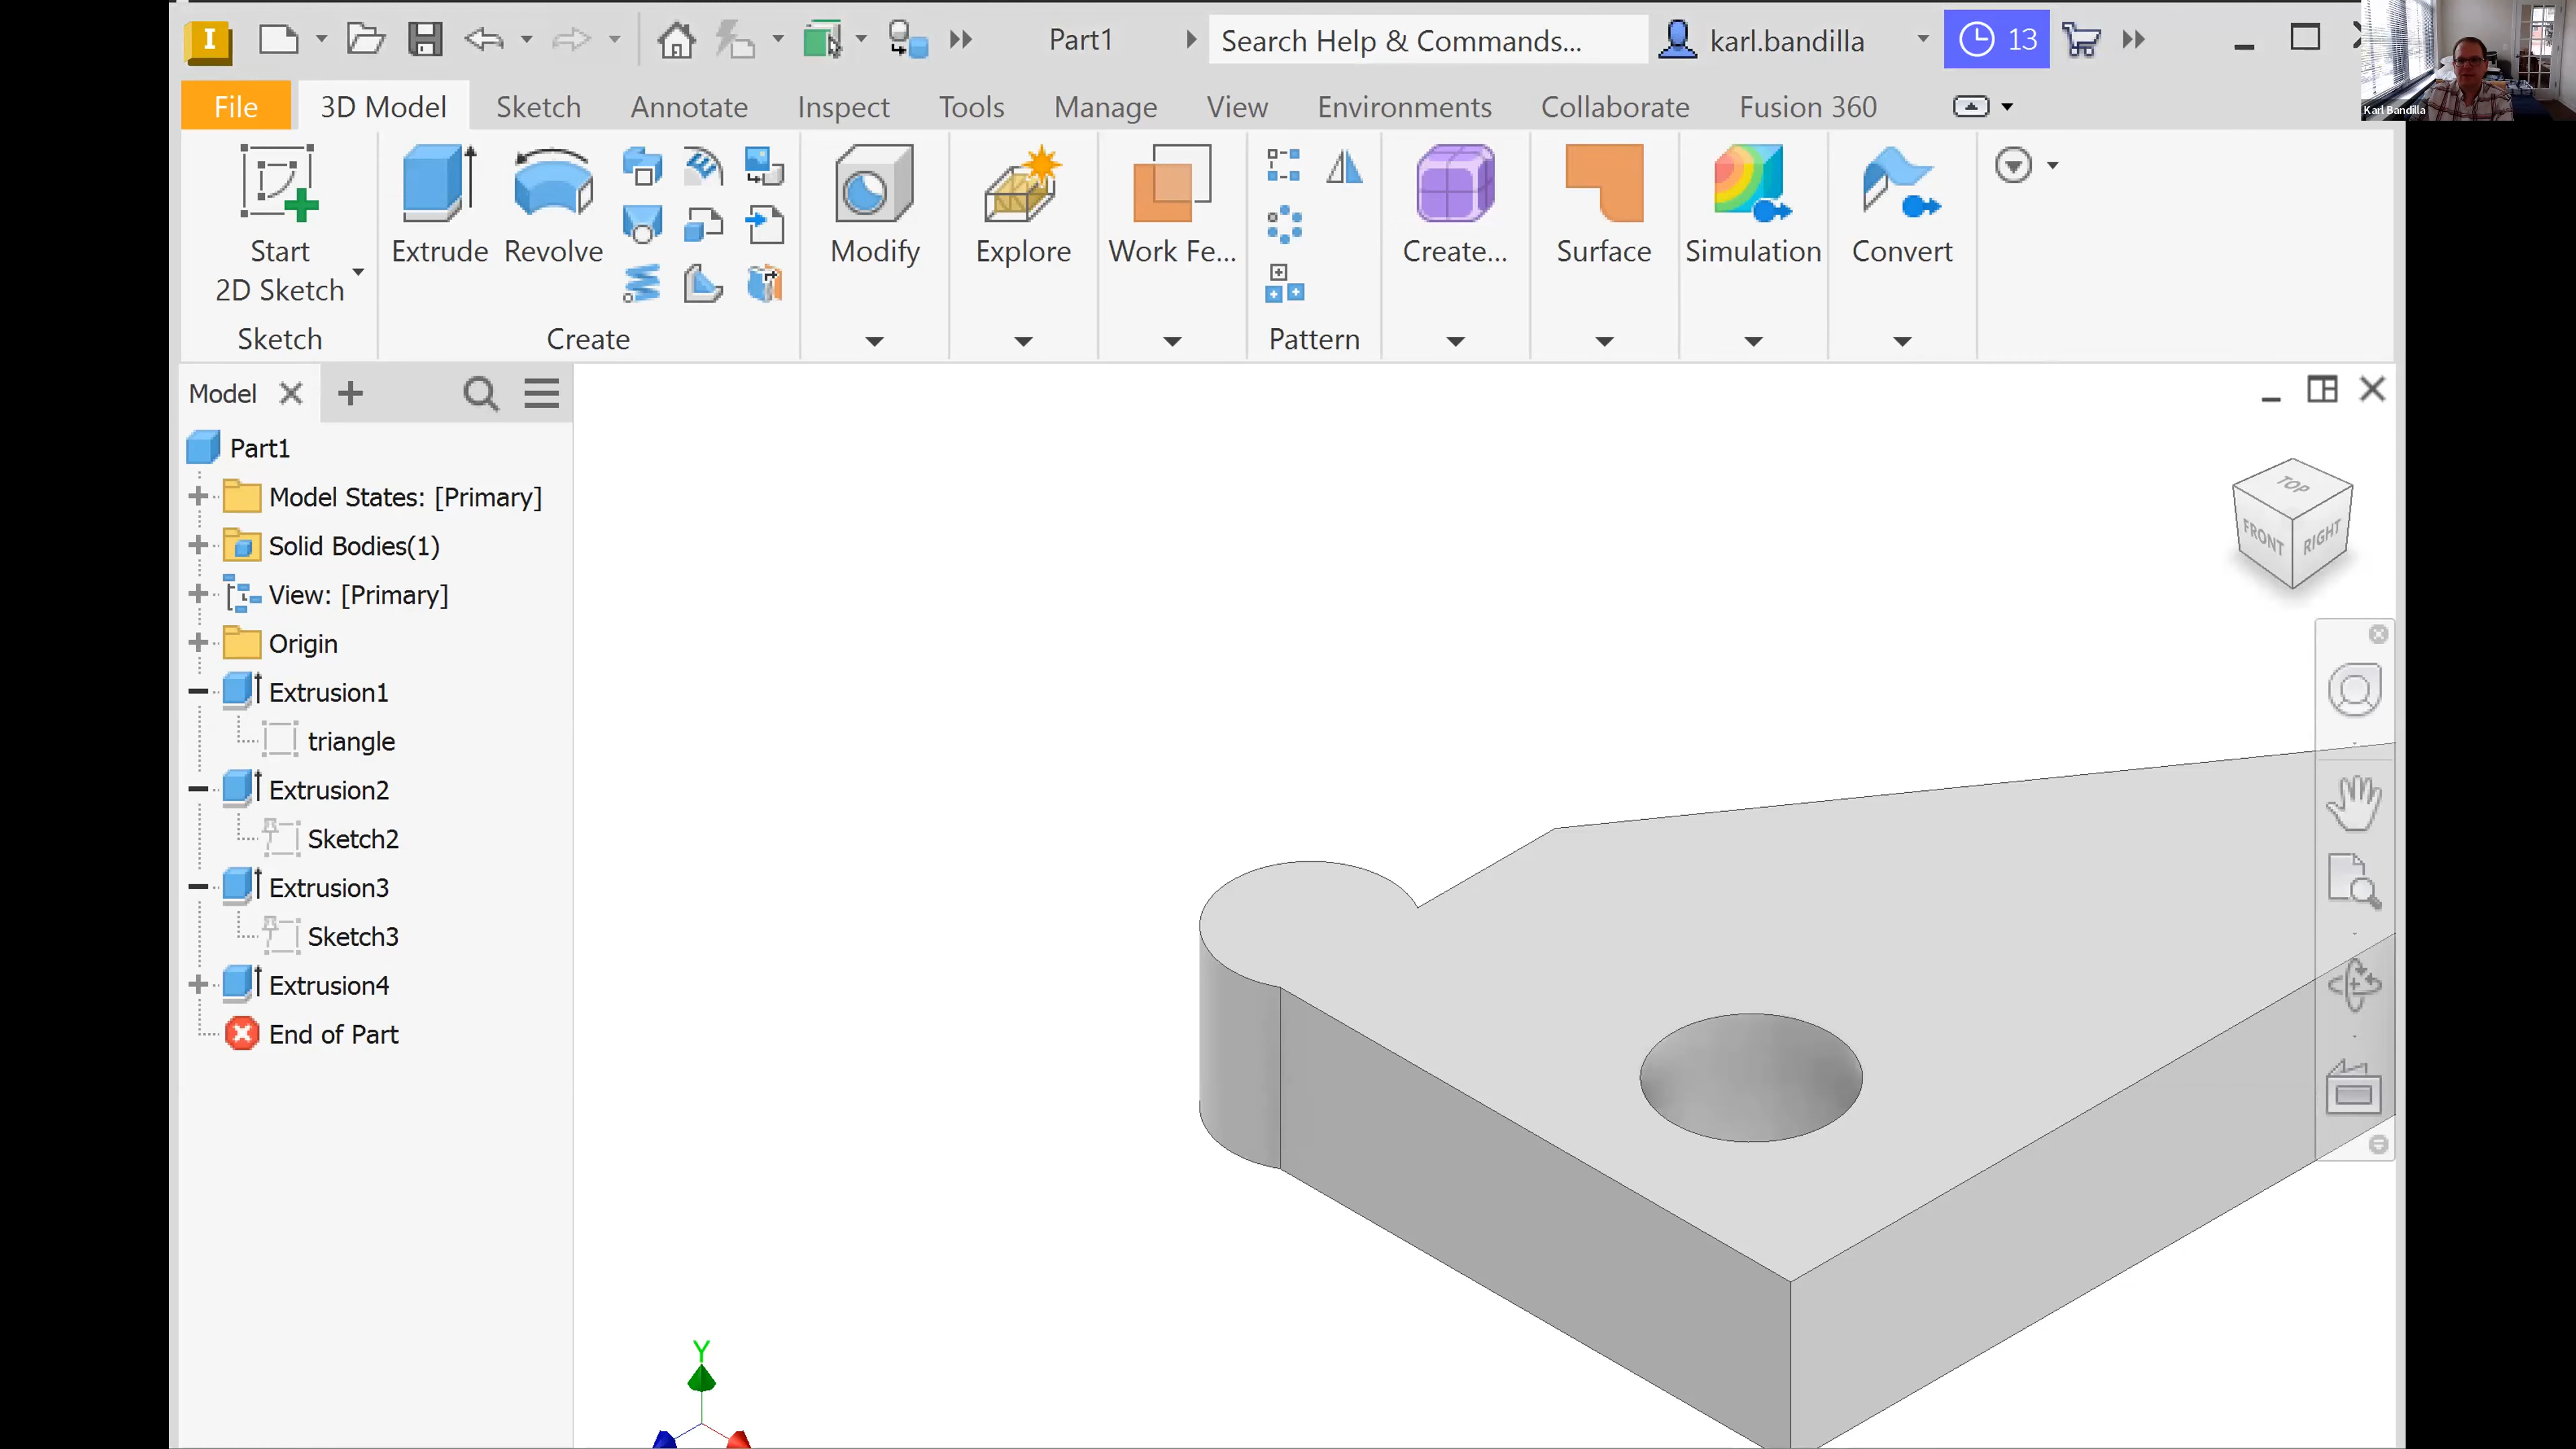 I
Part1
Search Help & Commands...
karl.bandilla
13
Karl Bandilla
File
3D Model
Sketch
Annotate
Inspect
Tools
Manage
View
Environments
Collaborate
Fusion 360
Start
2D Sketch
Extrude
Revolve
Modify
Explore
Work Fe...
Create...
Surface
Simulation
Convert
Sketch
Create
Pattern
Model
Part1
Model States: [Primary]
Solid Bodies(1)
View: [Primary]
Origin
Extrusion1
triangle
Extrusion2
Sketch2
Extrusion3
Sketch3
Extrusion4
End of Part
TOP
FRONT
RIGHT
Y